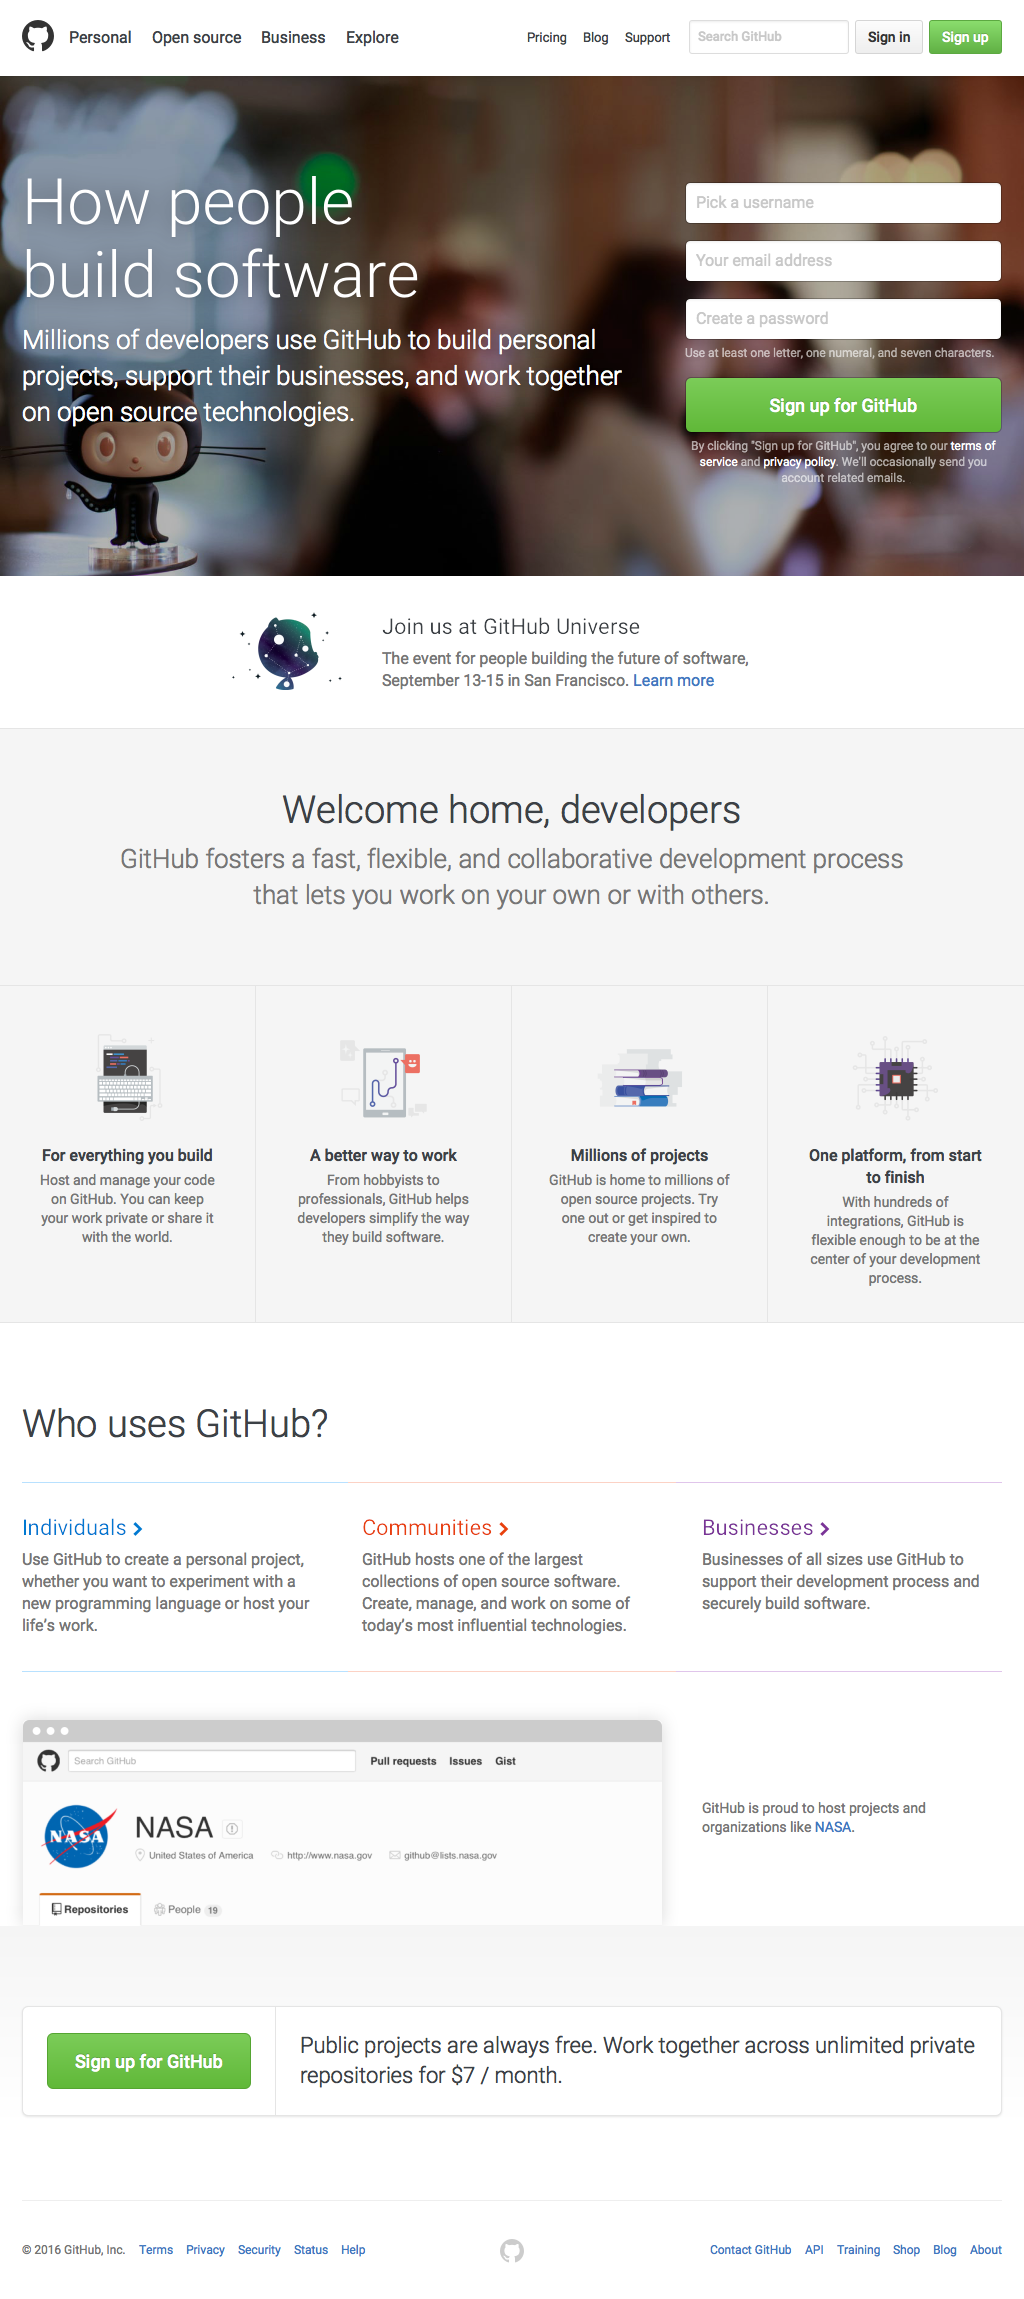 Personal Open source Business Explore Pricing Blog Support Search GitHub Sign in Sign up
How people
build software
Millions of developers use GitHub to build personal
projects, support their businesses, and work together
on open source technologies.
Pick a username
Your email address
Create a password
Use at least one letter, one numeral, and seven characters.
Sign up for GitHub
By clicking "Sign up for GitHub", you agree to our terms of
service and privacy policy. We'll occasionally send you
account related emails.
Join us at GitHub Universe
The event for people building the future of software,
September 13-15 in San Francisco. Learn more
Welcome home, developers
GitHub fosters a fast, flexible, and collaborative development process
that lets you work on your own or with others.
For everything you build
Host and manage your code
on GitHub. You can keep
your work private or share it
with the world.
A better way to work
From hobbyists to
professionals, GitHub helps
developers simplify the way
they build software.
Millions of projects
GitHub is home to millions of
open source projects. Try
one out or get inspired to
create your own.
One platform, from start
to finish
With hundreds of
integrations, GitHub is
flexible enough to be at the
center of your development
process.
Who uses GitHub?
Individuals
Use GitHub to create a personal project,
whether you want to experiment with a
new programming language or host your
life’s work.
Communities
GitHub hosts one of the largest
collections of open source software.
Create, manage, and work on some of
today’s most influential technologies.
Businesses
Businesses of all sizes use GitHub to
support their development process and
securely build software.
Search GitHub Pull requests Issues Gist
NASA
NASA
United States of America http://www.nasa.gov github@lists.nasa.gov
Repositories People 19
GitHub is proud to host projects and
organizations like NASA.
Sign up for GitHub
Public projects are always free. Work together across unlimited private
repositories for $7 / month.
© 2016 GitHub, Inc. Terms Privacy Security Status Help Contact GitHub API Training Shop Blog About